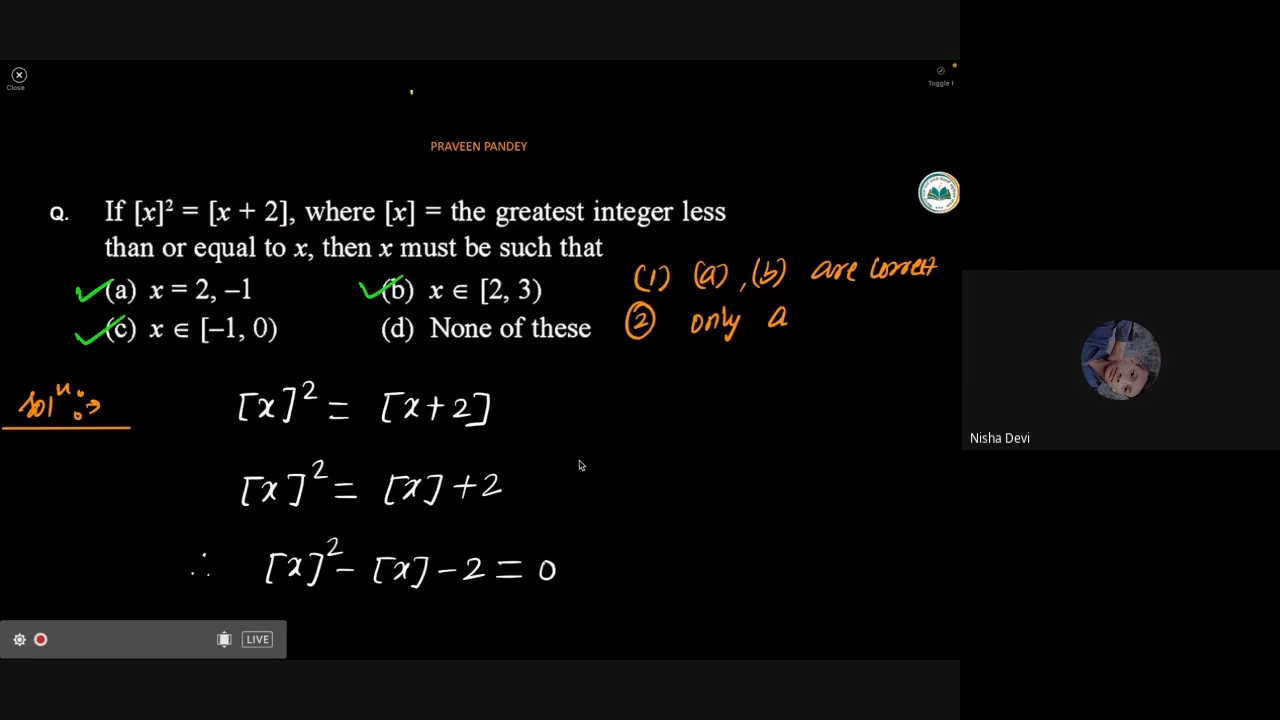 Close
Toggle !
PRAVEEN PANDEY
Q. If [x]² = [x + 2], where [x] = the greatest integer less
than or equal to x, then x must be such that
(a) x = 2, –1 (b) x ∈ [2, 3)
(c) x ∈ [–1, 0) (d) None of these
(1) (a), (b) are correct
(2) only a
Solⁿ :→
[x]² = [x + 2]
[x]² = [x] + 2
∴ [x]² - [x] - 2 = 0
Nisha Devi
LIVE